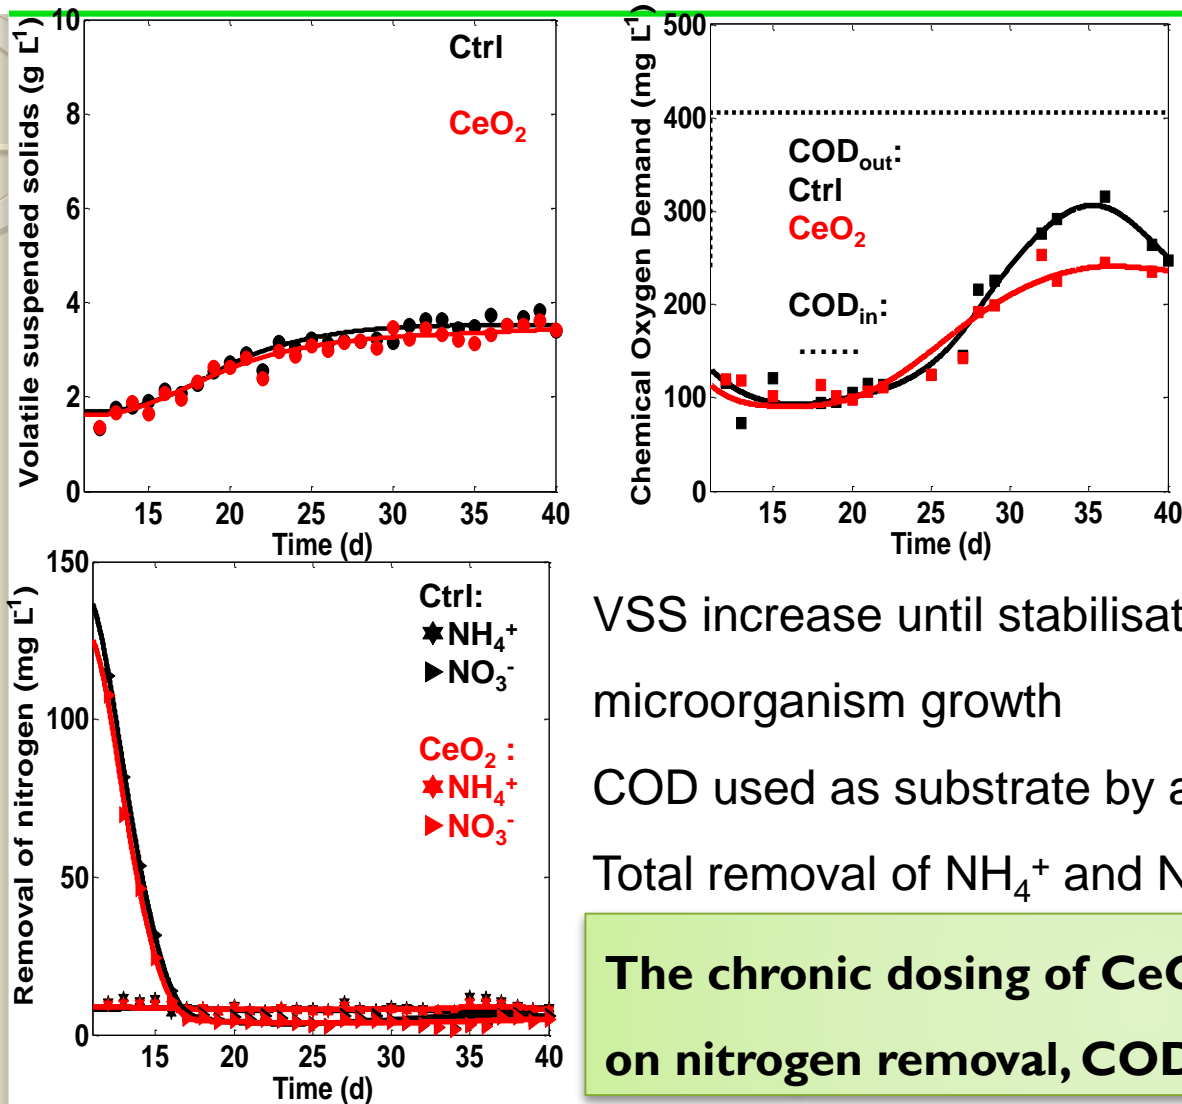 Volatile suspended solids (g L-1)
10
8
6
4
2
0
15 20 25 30 35 40
Time (d)
Ctrl
CeO2
Chemical Oxygen Demand (mg L-1)
500
400
300
200
100
0
15 20 25 30 35 40
Time (d)
CODout:
Ctrl
CeO2
CODin:
Removal of nitrogen (mg L-1)
150
100
50
0
15 20 25 30 35 40
Time (d)
Ctrl:
NH4+
NO3-
CeO2 :
NH4+
NO3-
VSS increase until stabilisat
microorganism growth
COD used as substrate by a
Total removal of NH4+ and N
The chronic dosing of CeO
on nitrogen removal, COD